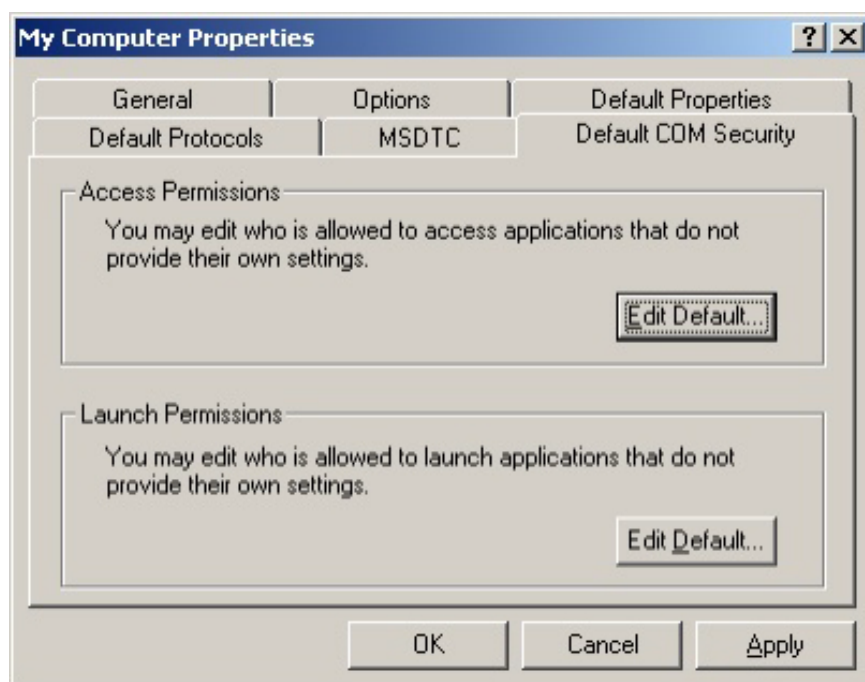 My Computer Properties
General Options Default Properties
Default Protocols MSDTC Default COM Security
Access Permissions
You may edit who is allowed to access applications that do not
provide their own settings.
Edit Default...
Launch Permissions
You may edit who is allowed to launch applications that do not
provide their own settings.
Edit Default...
OK Cancel Apply